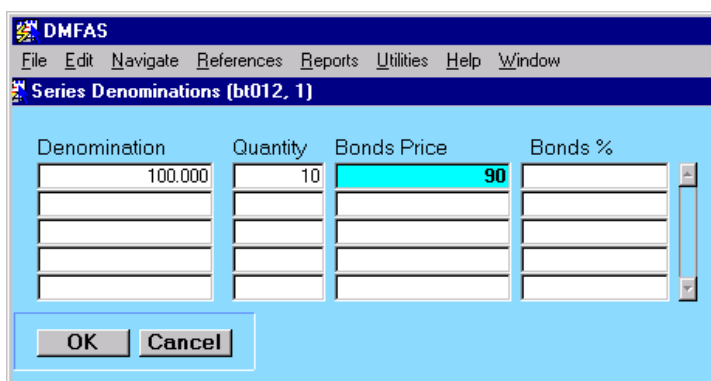 DMFAS
File Edit Navigate References Reports Utilities Help Window
Series Denominations (bt012, 1)
Denomination Quantity Bonds Price Bonds %
100.000 10 90
OK Cancel